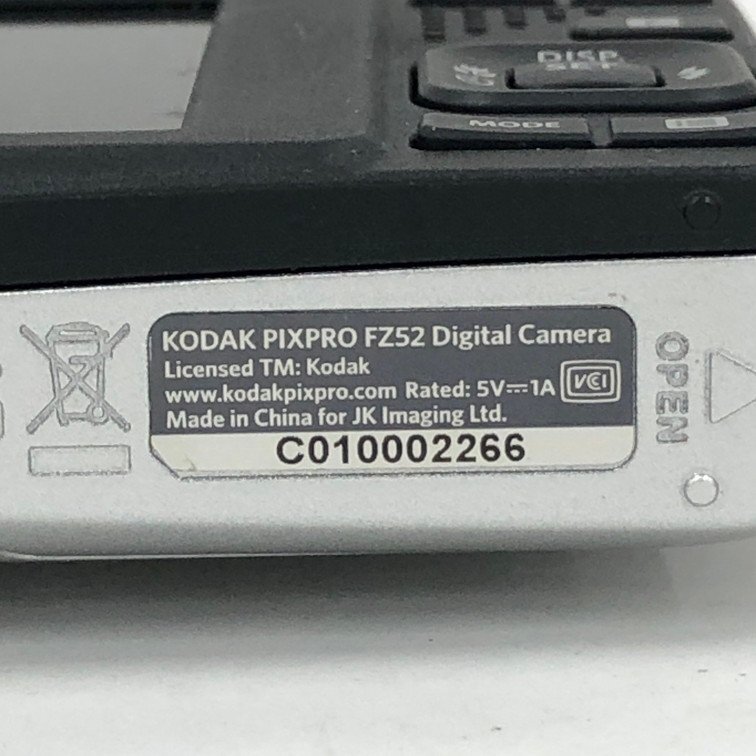 DISP
SET
MODE
KODAK PIXPRO FZ52 Digital Camera
Licensed TM: Kodak
www.kodakpixpro.com Rated: 5V⎓1A
VCI
Made in China for JK Imaging Ltd.
C010002266
OPEN